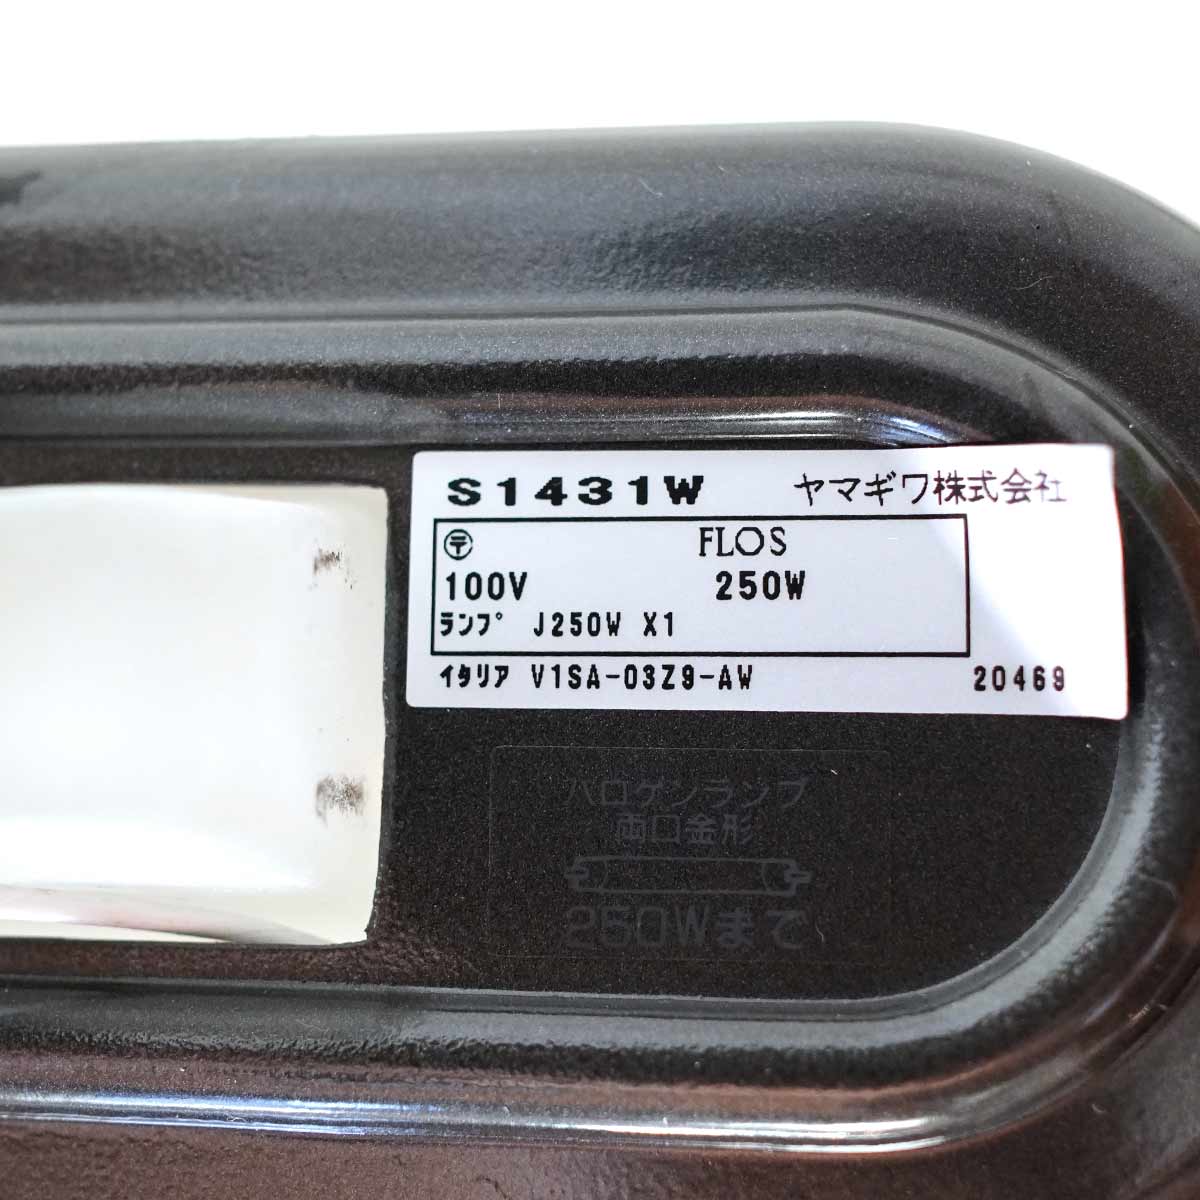 S1431W ヤマギワ株式会社
〶 FLOS
100V 250W
ﾗﾝﾌﾟ J250W X1
ｲﾀﾘｱ V1SA-03Z9-AW 20469
ハロゲンランプ
両口金形
250Wまで